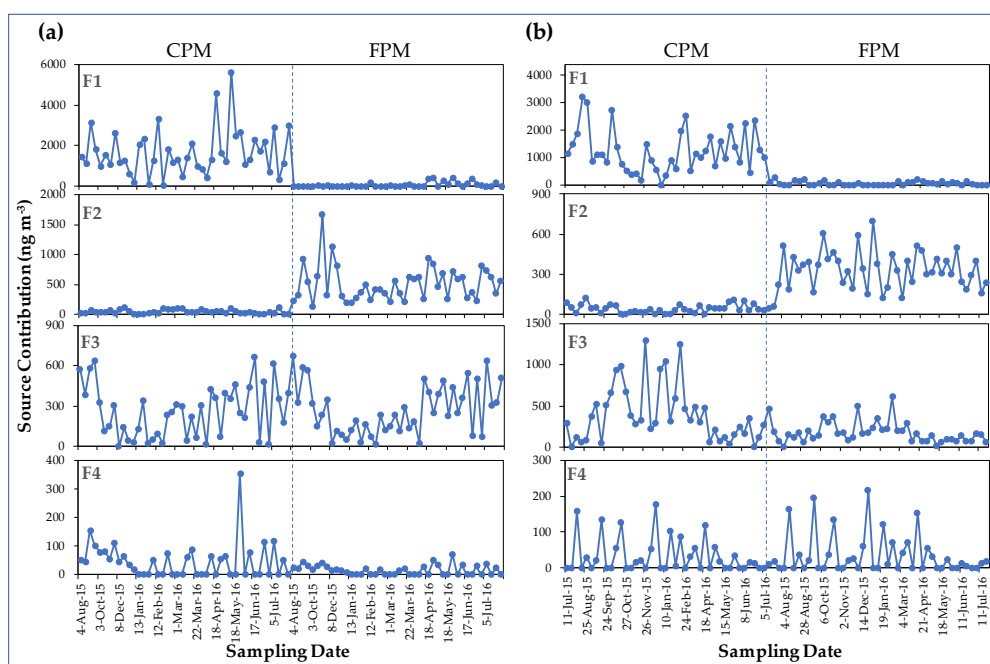 (a)
CPM
FPM
6000
4000
2000
0
F1
2000
1500
1000
500
0
F2
900
600
300
0
F3
400
300
200
100
0
F4
4-Aug-15
3-Oct-15
8-Dec-15
13-Jan-16
12-Feb-16
1-Mar-16
22-Mar-16
18-Apr-16
18-May-16
17-Jun-16
5-Jul-16
4-Aug-15
3-Oct-15
8-Dec-15
13-Jan-16
12-Feb-16
1-Mar-16
22-Mar-16
18-Apr-16
18-May-16
17-Jun-16
5-Jul-16
Sampling Date
Source Contribution (ng m-3)
(b)
CPM
FPM
4000
3000
2000
1000
0
F1
900
600
300
0
F2
1500
1000
500
0
F3
300
200
100
0
F4
11-Jul-15
25-Aug-15
24-Sep-15
27-Oct-15
26-Nov-15
10-Jan-16
24-Feb-16
18-Apr-16
18-May-16
11-Jun-16
5-Jul-16
4-Aug-15
6-Oct-15
2-Nov-15
14-Dec-15
19-Jan-16
4-Mar-16
21-Apr-16
18-May-16
11-Jun-16
11-Jul-16
Sampling Date